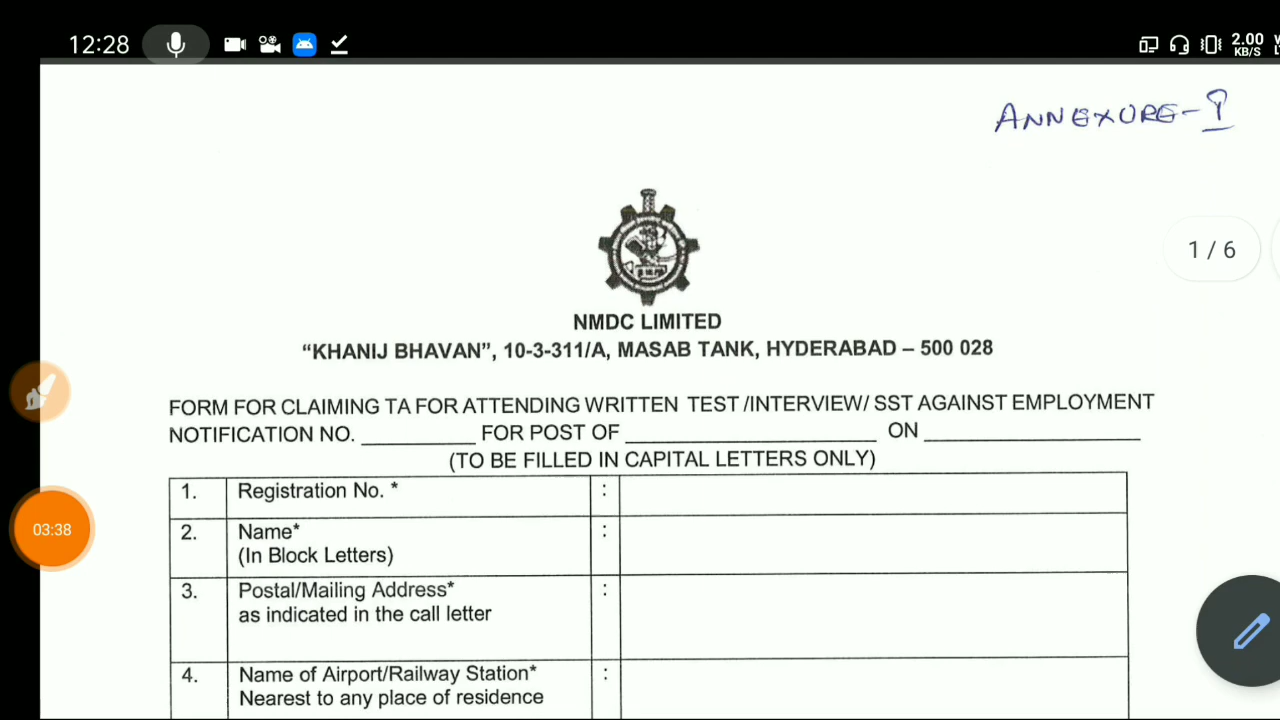 12:28
2.00
KB/S
ANNEXURE-I
1 / 6
NMDC LIMITED
“KHANIJ BHAVAN”, 10-3-311/A, MASAB TANK, HYDERABAD – 500 028
FORM FOR CLAIMING TA FOR ATTENDING WRITTEN TEST /INTERVIEW/ SST AGAINST EMPLOYMENT
NOTIFICATION NO. __________ FOR POST OF ______________________ ON ___________________
(TO BE FILLED IN CAPITAL LETTERS ONLY)
1. Registration No. * :
2. Name* :
(In Block Letters)
3. Postal/Mailing Address* :
as indicated in the call letter
4. Name of Airport/Railway Station* :
Nearest to any place of residence
03:38